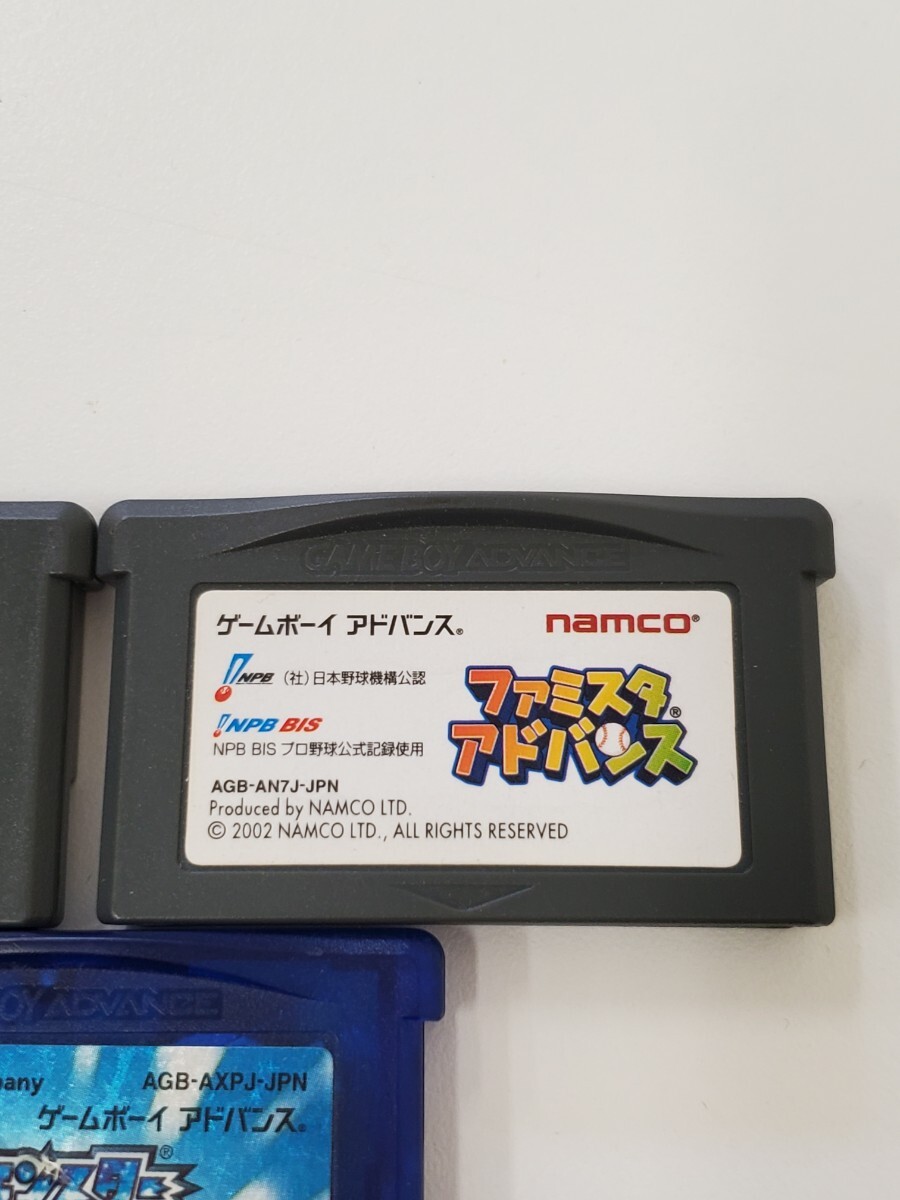 GAME BOY ADVANCE
ゲームボーイ アドバンス®
namco®
NPB (社)日本野球機構公認
NPB BIS
NPB BIS プロ野球公式記録使用
ファミスタ®
アドバンス
AGB-AN7J-JPN
Produced by NAMCO LTD.
© 2002 NAMCO LTD., ALL RIGHTS RESERVED
BOY ADVANCE
AGB-AXPJ-JPN
ゲームボーイ アドバンス®